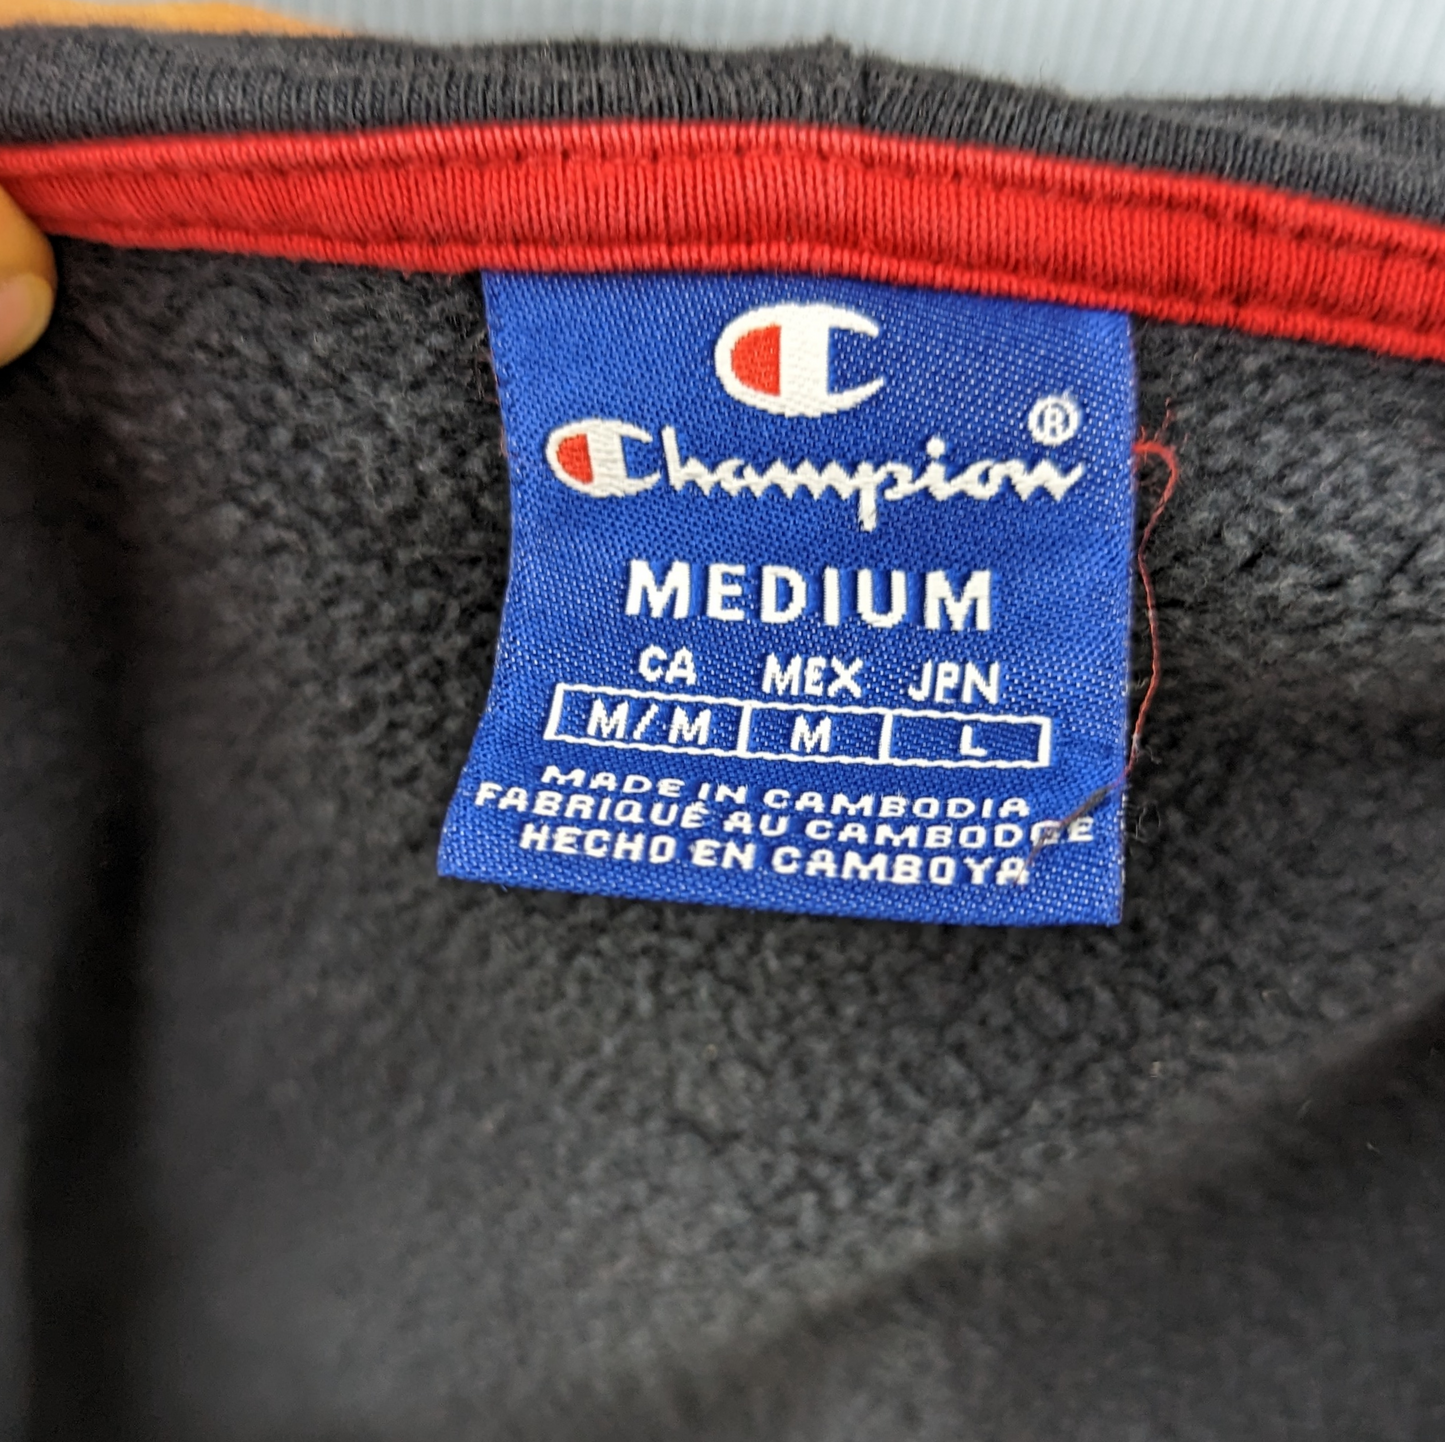 Champion®
MEDIUM
CA MEX JPN
M/M M L
MADE IN CAMBODIA
FABRIQUÉ AU CAMBODGE
HECHO EN CAMBOYA